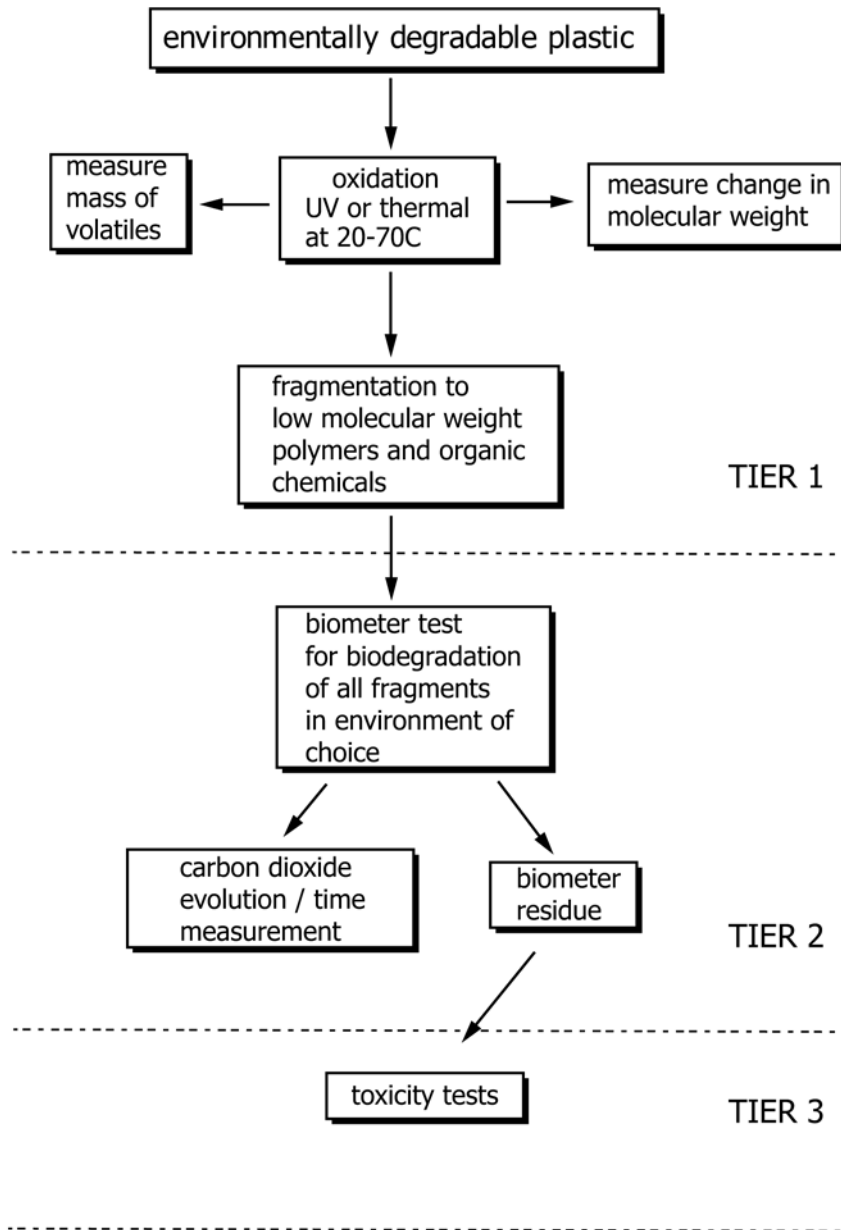 environmentally degradable plastic
measure
mass of
volatiles
oxidation
UV or thermal
at 20-70C
measure change in
molecular weight
fragmentation to
low molecular weight
polymers and organic
chemicals
TIER 1
biometer test
for biodegradation
of all fragments
in environment of
choice
carbon dioxide
evolution / time
measurement
biometer
residue
TIER 2
toxicity tests
TIER 3